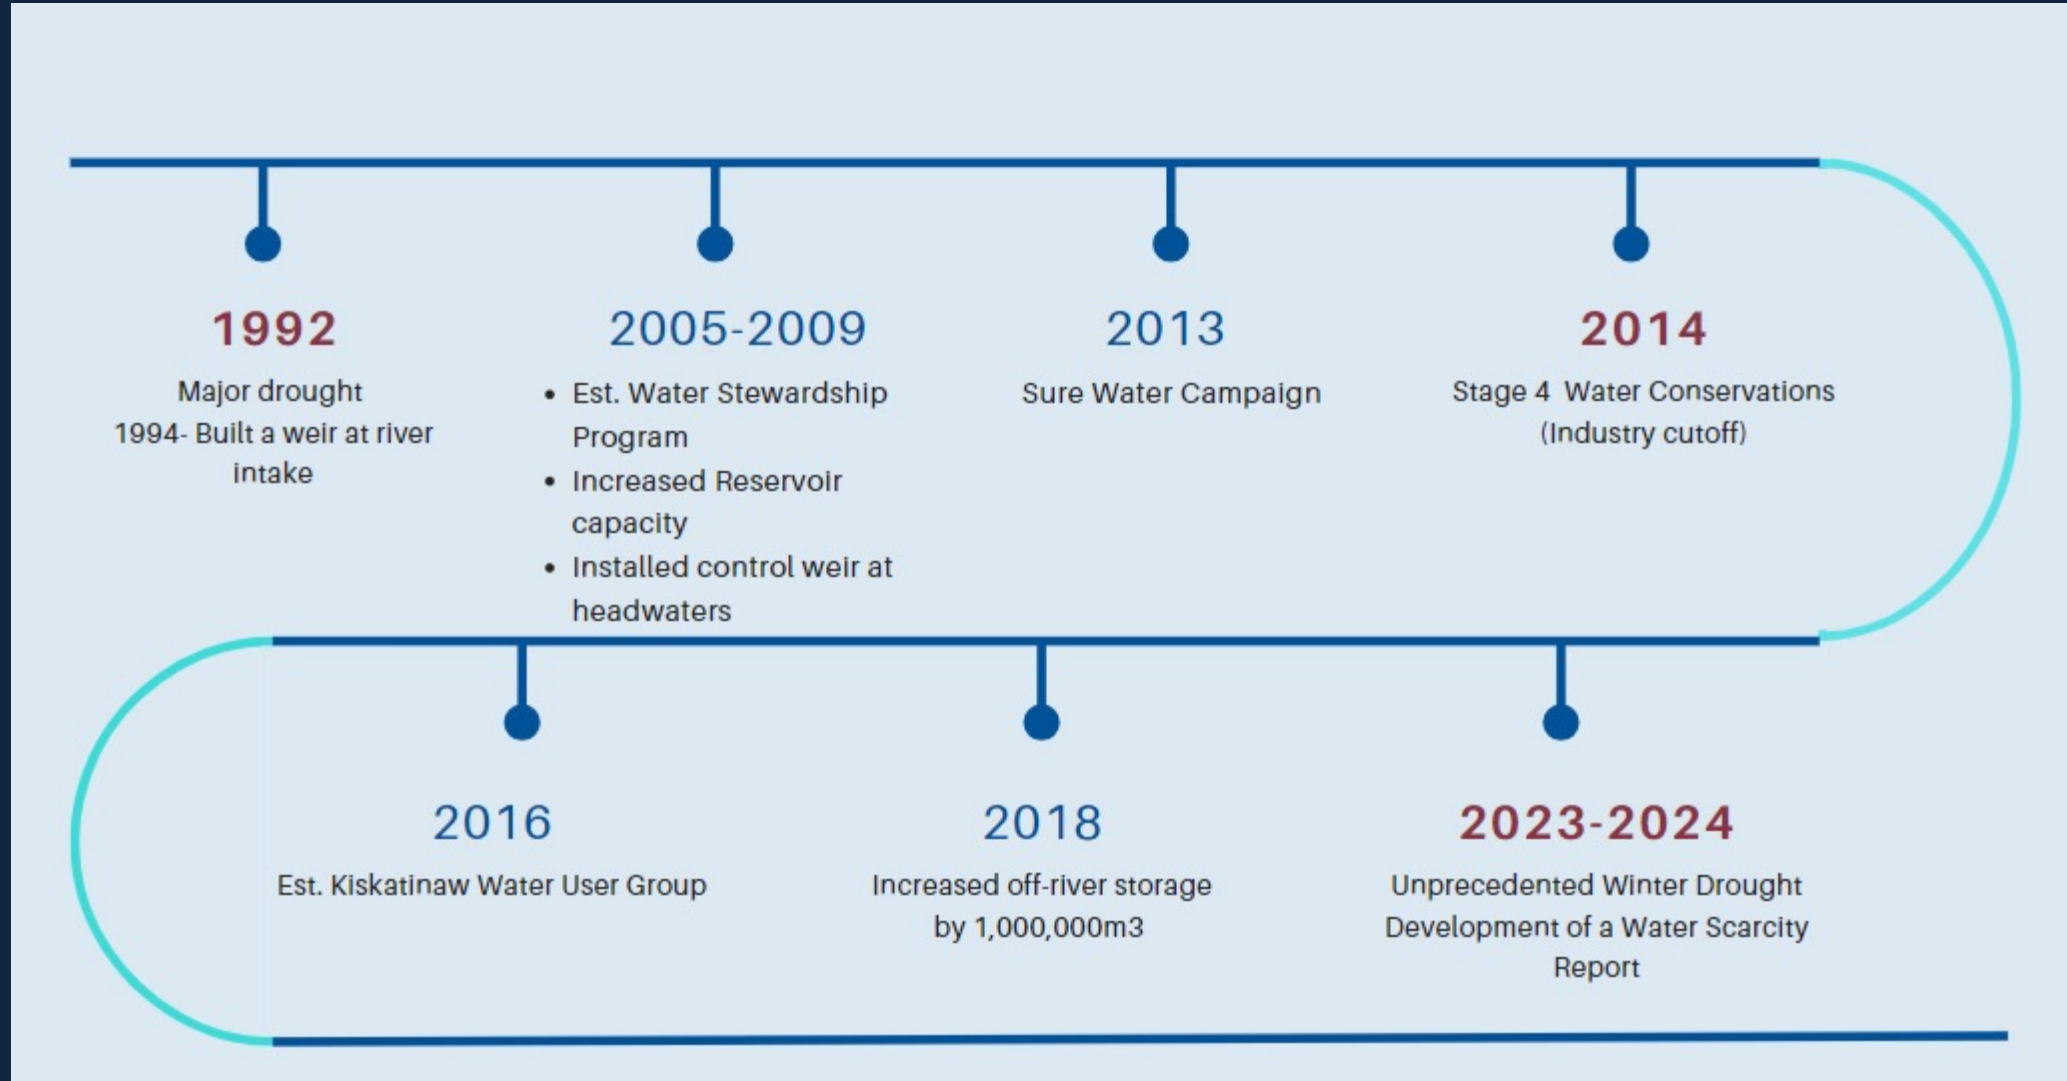 1992
Major drought
1994- Built a weir at river
intake
2005-2009
• Est. Water Stewardship
Program
• Increased Reservoir
capacity
• Installed control weir at
headwaters
2013
Sure Water Campaign
2014
Stage 4  Water Conservations
(Industry cutoff)
2016
Est. Kiskatinaw Water User Group
2018
Increased off-river storage
by 1,000,000m3
2023-2024
Unprecedented Winter Drought
Development of a Water Scarcity
Report